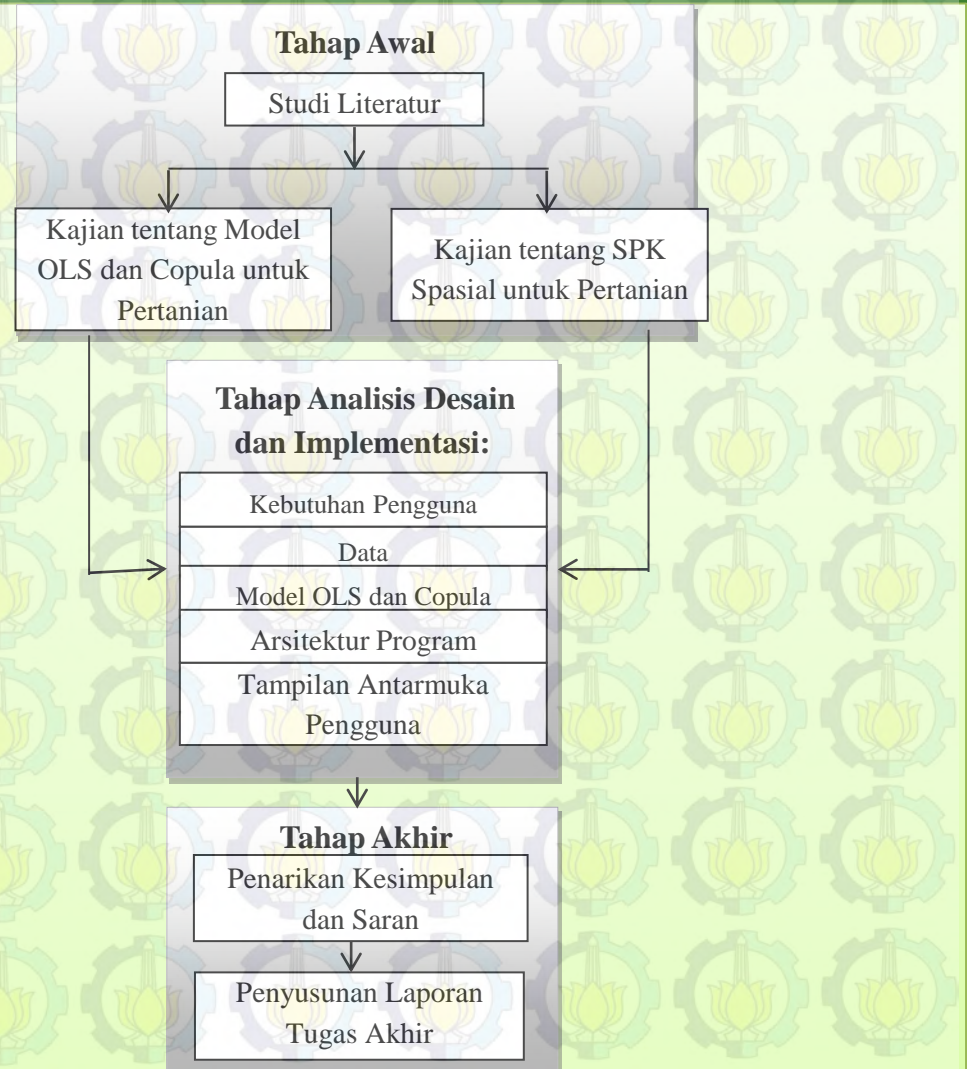 Tahap Awal
Studi Literatur
Kajian tentang Model
OLS dan Copula untuk
Pertanian
Kajian tentang SPK
Spasial untuk Pertanian
Tahap Analisis Desain
dan Implementasi:
Kebutuhan Pengguna
Data
Model OLS dan Copula
Arsitektur Program
Tampilan Antarmuka
Pengguna
Tahap Akhir
Penarikan Kesimpulan
dan Saran
Penyusunan Laporan
Tugas Akhir